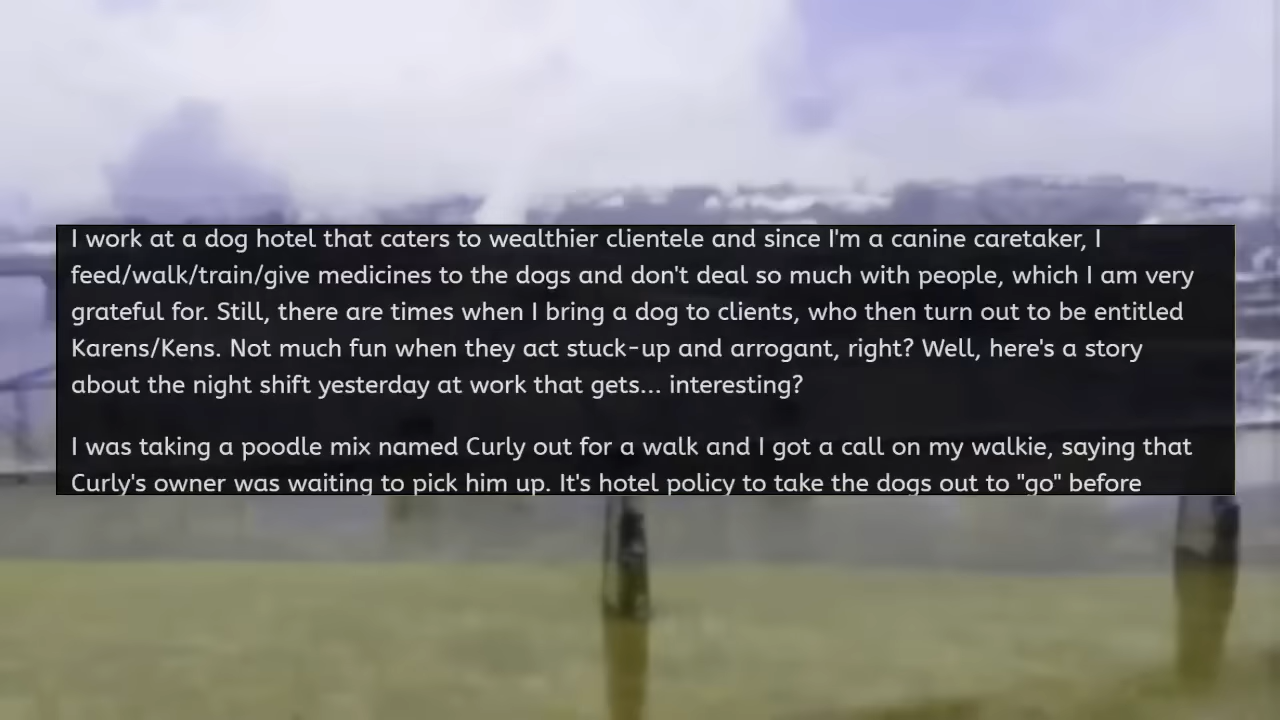 I work at a dog hotel that caters to wealthier clientele and since I'm a canine caretaker, I
feed/walk/train/give medicines to the dogs and don't deal so much with people, which I am very
grateful for. Still, there are times when I bring a dog to clients, who then turn out to be entitled
Karens/Kens. Not much fun when they act stuck-up and arrogant, right? Well, here's a story
about the night shift yesterday at work that gets... interesting?
I was taking a poodle mix named Curly out for a walk and I got a call on my walkie, saying that
Curly's owner was waiting to pick him up. It's hotel policy to take the dogs out to "go" before